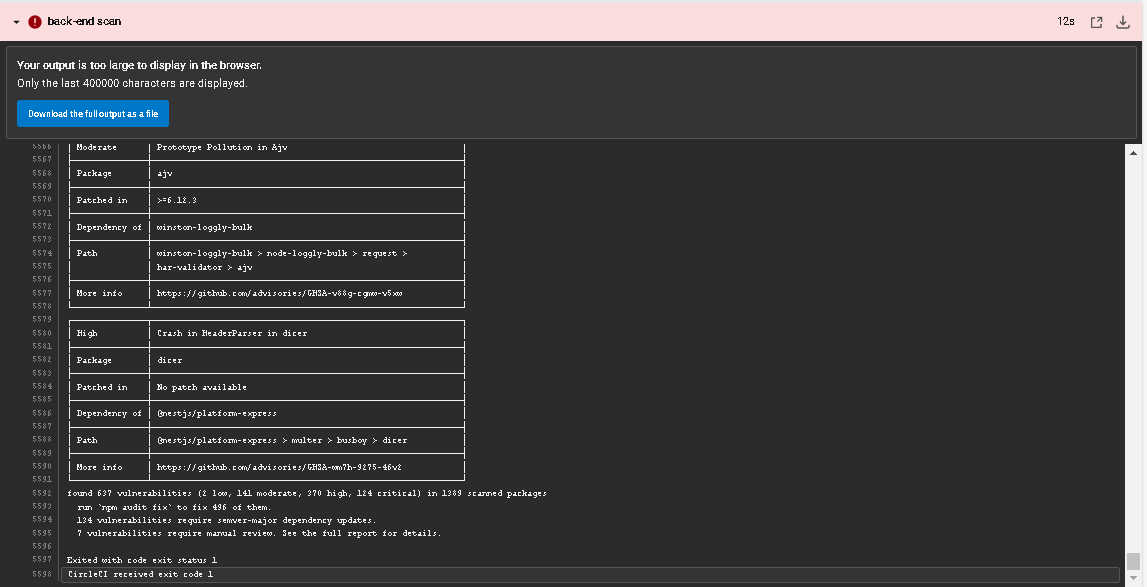 back-end scan
12s
Your output is too large to display in the browser.
Only the last 400000 characters are displayed.
Download the full output as a file
5566 Moderate Prototype Pollution in Ajv
5567
5568 Package ajv
5569
5570 Patched in >=6.12.3
5571
5572 Dependency of winston-loggly-bulk
5573
5574 Path winston-loggly-bulk > node-loggly-bulk > request >
5575 har-validator > ajv
5576
5577 More info https://github.com/advisories/GHSA-v88g-cgmw-v5xw
5578
5579
5580 High Crash in HeaderParser in dicer
5581
5582 Package dicer
5583
5584 Patched in No patch available
5585
5586 Dependency of @nestjs/platform-express
5587
5588 Path @nestjs/platform-express > multer > busboy > dicer
5589
5590 More info https://github.com/advisories/GHSA-wm7h-9275-46v2
5591
5592 found 637 vulnerabilities (2 low, 141 moderate, 370 high, 124 critical) in 1389 scanned packages
5593 run `npm audit fix` to fix 496 of them.
5594 134 vulnerabilities require semver-major dependency updates.
5595 7 vulnerabilities require manual review. See the full report for details.
5596
5597 Exited with code exit status 1
5598 CircleCI received exit code 1